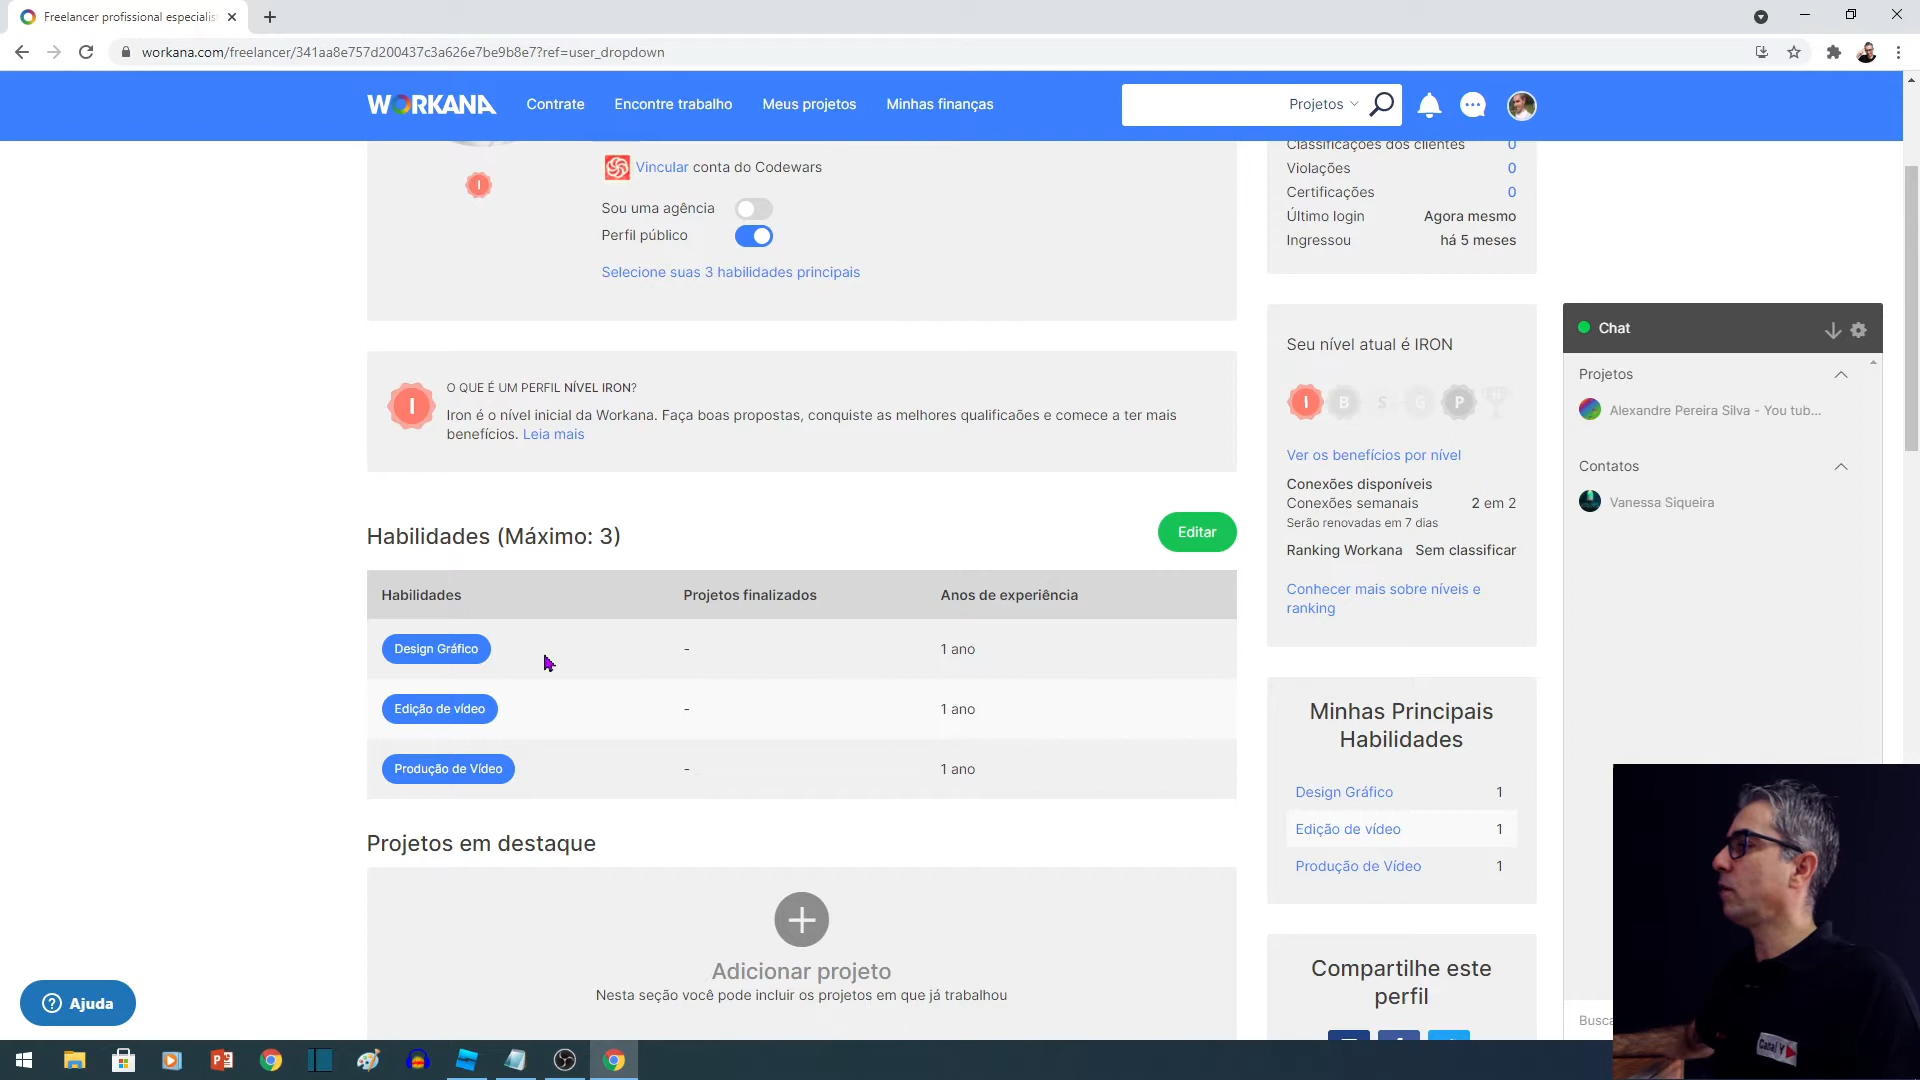 Freelancer profissional especialis
workana.com/freelancer/341aa8e757d200437c3a626e7be9b8e7?ref=user_dropdown
WORKANA
Contrate
Encontre trabalho
Meus projetos
Minhas finanças
Projetos
I
Vincular conta do Codewars
Sou uma agência
Perfil público
Selecione suas 3 habilidades principais
Classificações dos clientes 0
Violações 0
Certificações 0
Último login Agora mesmo
Ingressou há 5 meses
I
O QUE É UM PERFIL NÍVEL IRON?
Iron é o nível inicial da Workana. Faça boas propostas, conquiste as melhores qualificaões e comece a ter mais
benefícios. Leia mais
Seu nível atual é IRON
I B S G P
Ver os benefícios por nível
Conexões disponíveis
Conexões semanais 2 em 2
Serão renovadas em 7 dias
Ranking Workana Sem classificar
Conhecer mais sobre níveis e
ranking
Chat
Projetos
Alexandre Pereira Silva - You tub...
Contatos
Vanessa Siqueira
Busca
Habilidades (Máximo: 3)
Editar
Habilidades Projetos finalizados Anos de experiência
Design Gráfico - 1 ano
Edição de vídeo - 1 ano
Produção de Vídeo - 1 ano
Minhas Principais
Habilidades
Design Gráfico 1
Edição de vídeo 1
Produção de Vídeo 1
Projetos em destaque
Adicionar projeto
Nesta seção você pode incluir os projetos em que já trabalhou
Compartilhe este
perfil
Ajuda
Canal Y